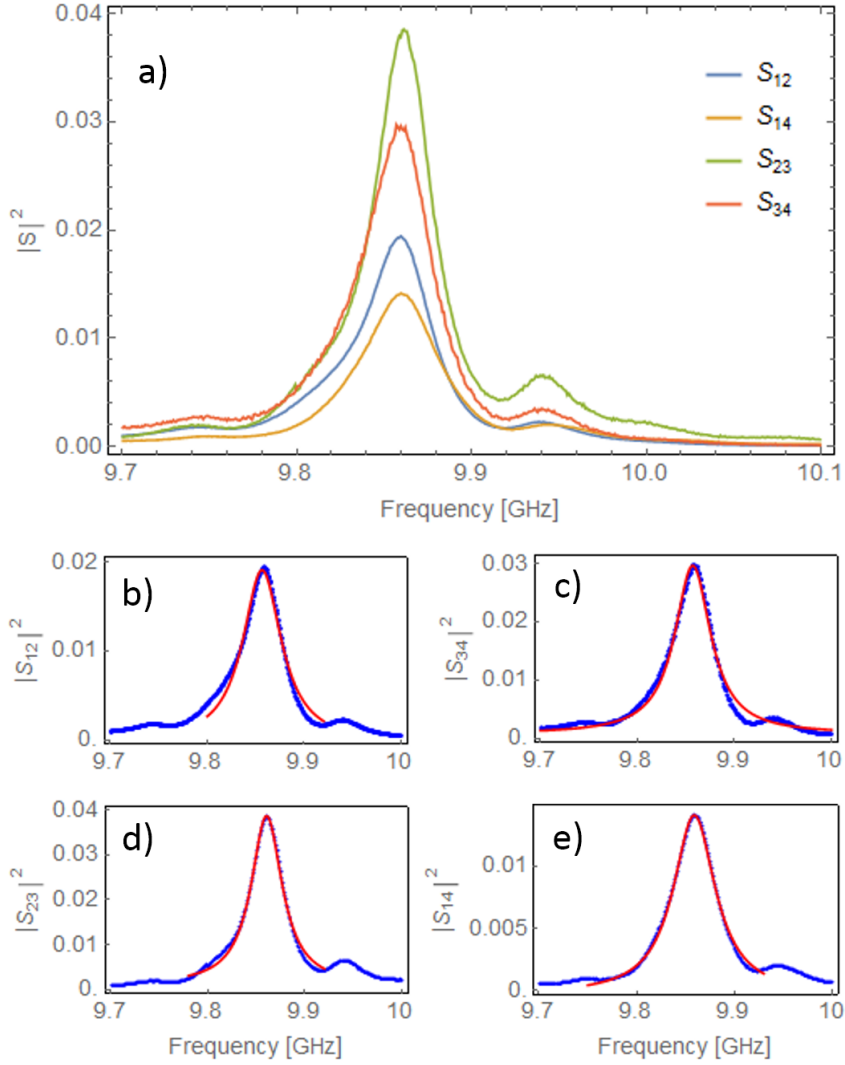 a)
0.04
0.03
0.02
0.01
0.00
|S|²
S₁₂
S₁₄
S₂₃
S₃₄
9.7 9.8 9.9 10.0 10.1
Frequency [GHz]
b)
0.02
0.01
0.
|S₁₂|²
9.7 9.8 9.9 10
c)
0.03
0.02
0.01
0.
|S₃₄|²
9.7 9.8 9.9 10
d)
0.04
0.03
0.02
0.01
0.
|S₂₃|²
9.7 9.8 9.9 10
Frequency [GHz]
e)
0.01
0.005
0.
|S₁₄|²
9.7 9.8 9.9 10
Frequency [GHz]